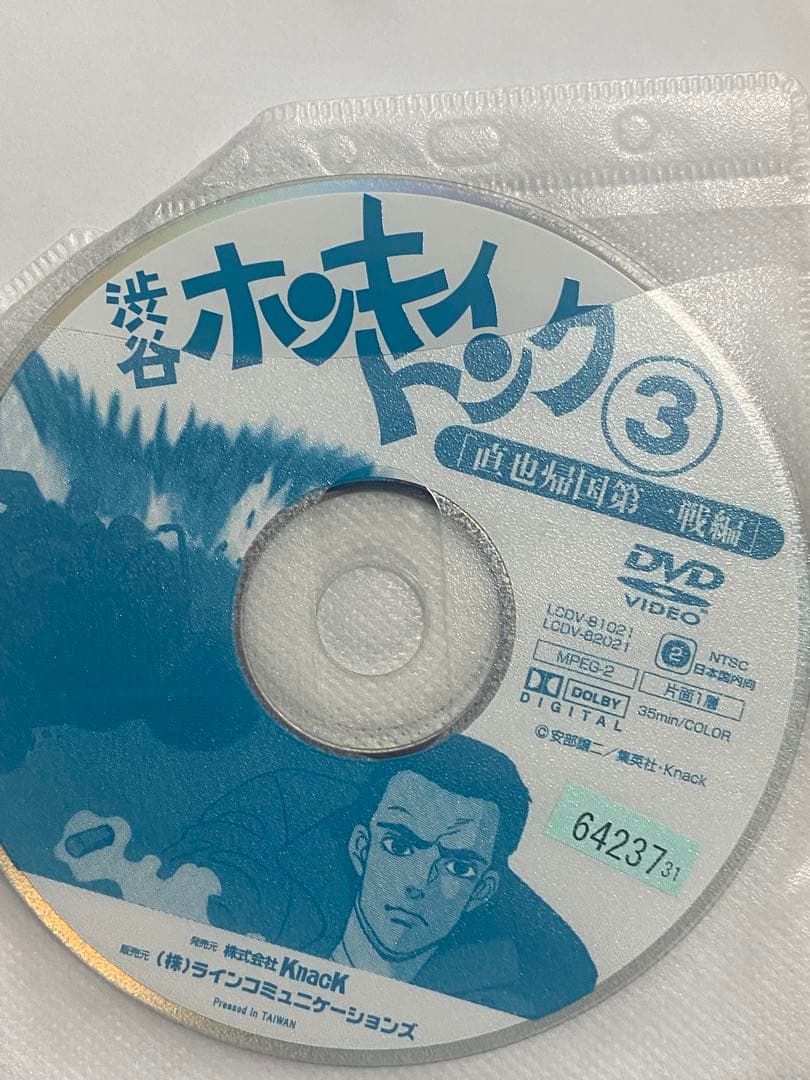 渋谷
ホンキィ
トンク
③
「直也帰国第一戦編」
DVD
VIDEO
LCDV-81021
LCDV-82021
2
NTSC
日本国内向
MPEG-2
片面1層
DOLBY
DIGITAL
35min/COLOR
©安部譲二/集英社・Knack
64237 31
発売元 株式会社 KnacK
販売元 (株)ラインコミュニケーションズ
Pressed in TAIWAN